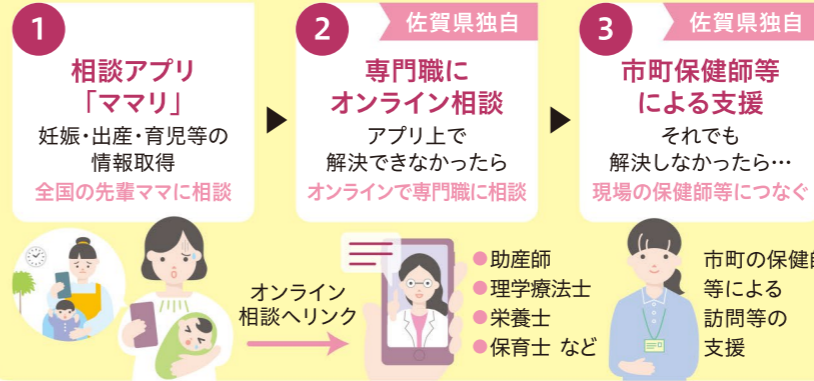 1
相談アプリ
「ママリ」
妊娠・出産・育児等の
情報取得
全国の先輩ママに相談
オンライン
相談へリンク
2
佐賀県独自
専門職に
オンライン相談
アプリ上で
解決できなかったら
オンラインで専門職に相談
●助産師
●理学療法士
●栄養士
●保育士 など
3
佐賀県独自
市町保健師等
による支援
それでも
解決しなかったら…
現場の保健師等につなぐ
市町の保健師
等による
訪問等の
支援